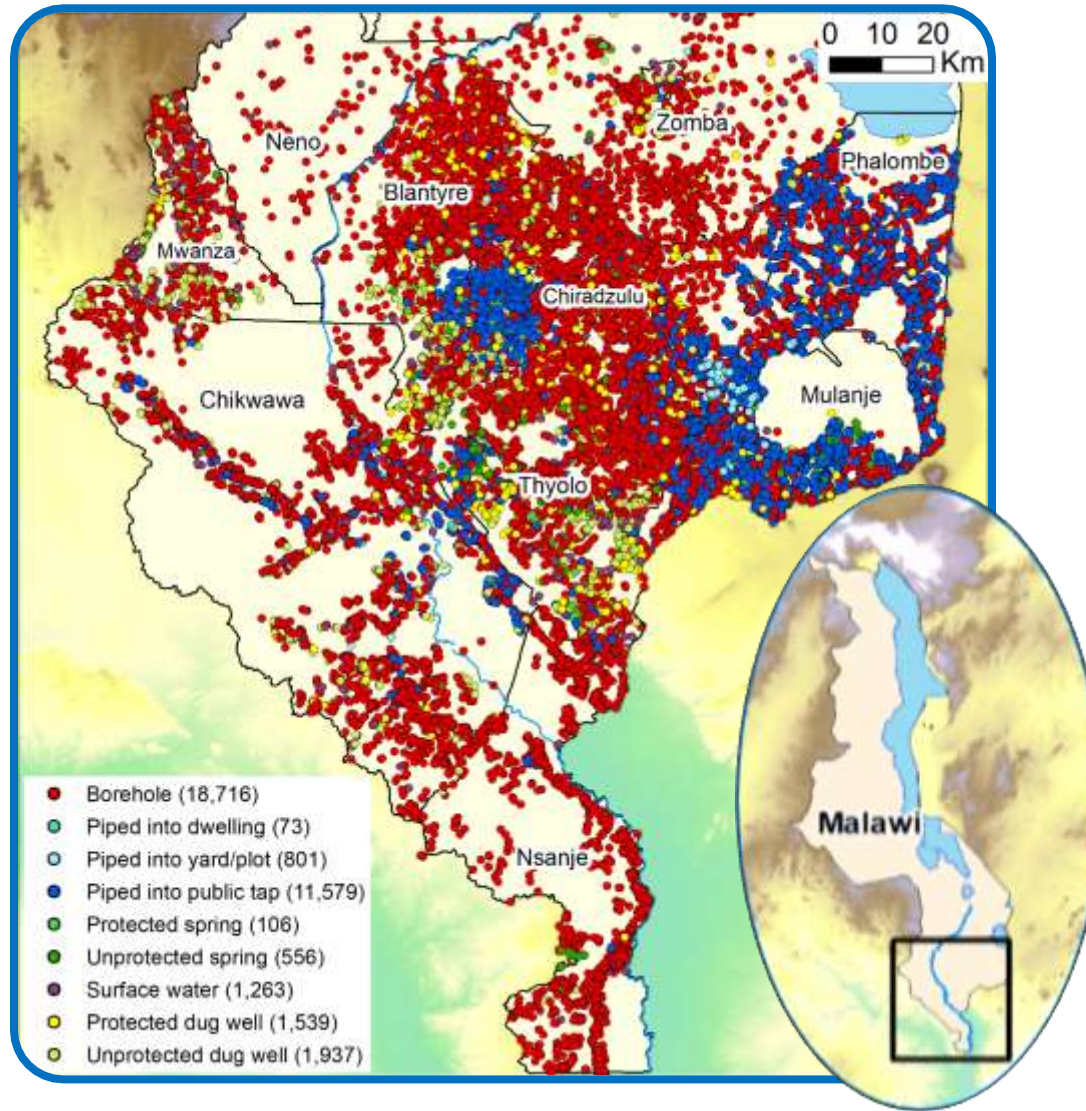 0 10 20
Km
Zomba
Neno
Phalombe
Blantyre
Mwanza
Chiradzulu
Chikwawa
Mulanje
Thyolo
Borehole (18,716)
Piped into dwelling (73)
Piped into yard/plot (801)
Piped into public tap (11,579)
Protected spring (106)
Unprotected spring (556)
Surface water (1,263)
Protected dug well (1,539)
Unprotected dug well (1,937)
Nsanje
Malawi